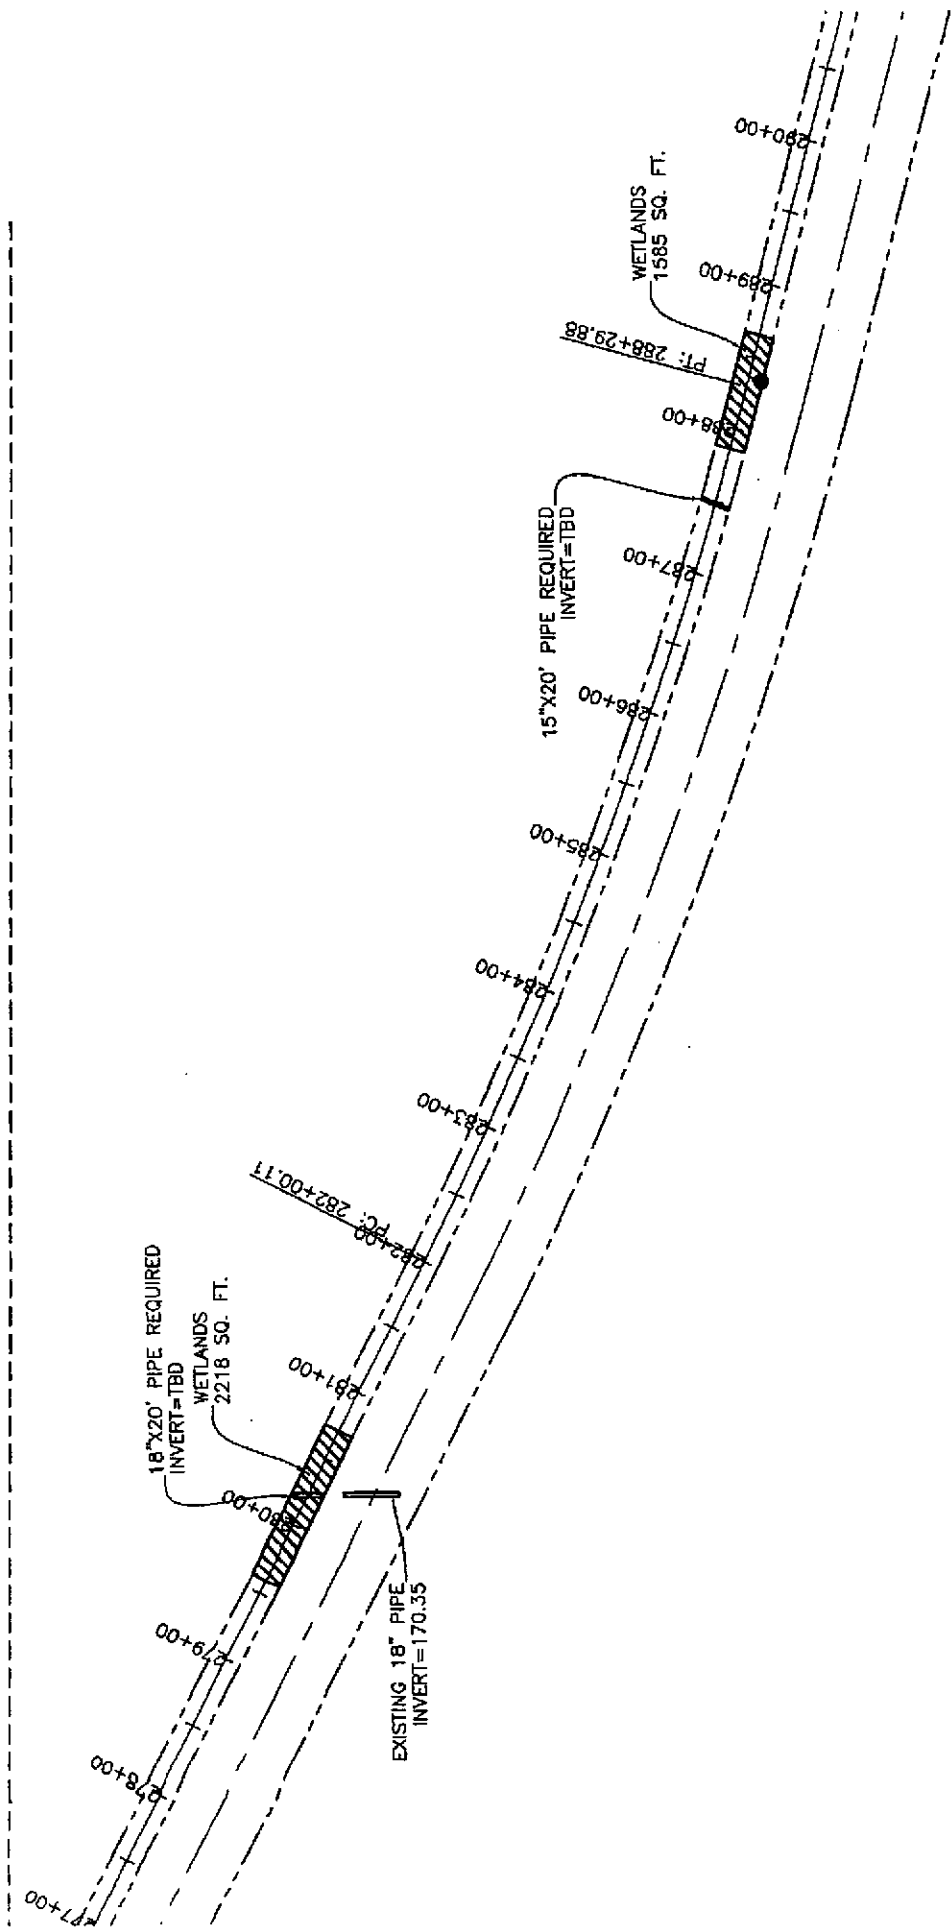 290+00
WETLANDS
1585 SQ. FT.
289+00
PT: 288+29.88
288+00
15"X20' PIPE REQUIRED
INVERT=TBD
287+00
286+00
285+00
284+00
283+00
PC: 282+00.11
282+00
18"X20' PIPE REQUIRED
INVERT=TBD
WETLANDS
2218 SQ. FT.
281+00
280+00
EXISTING 18" PIPE
INVERT=170.35
279+00
278+00
277+00